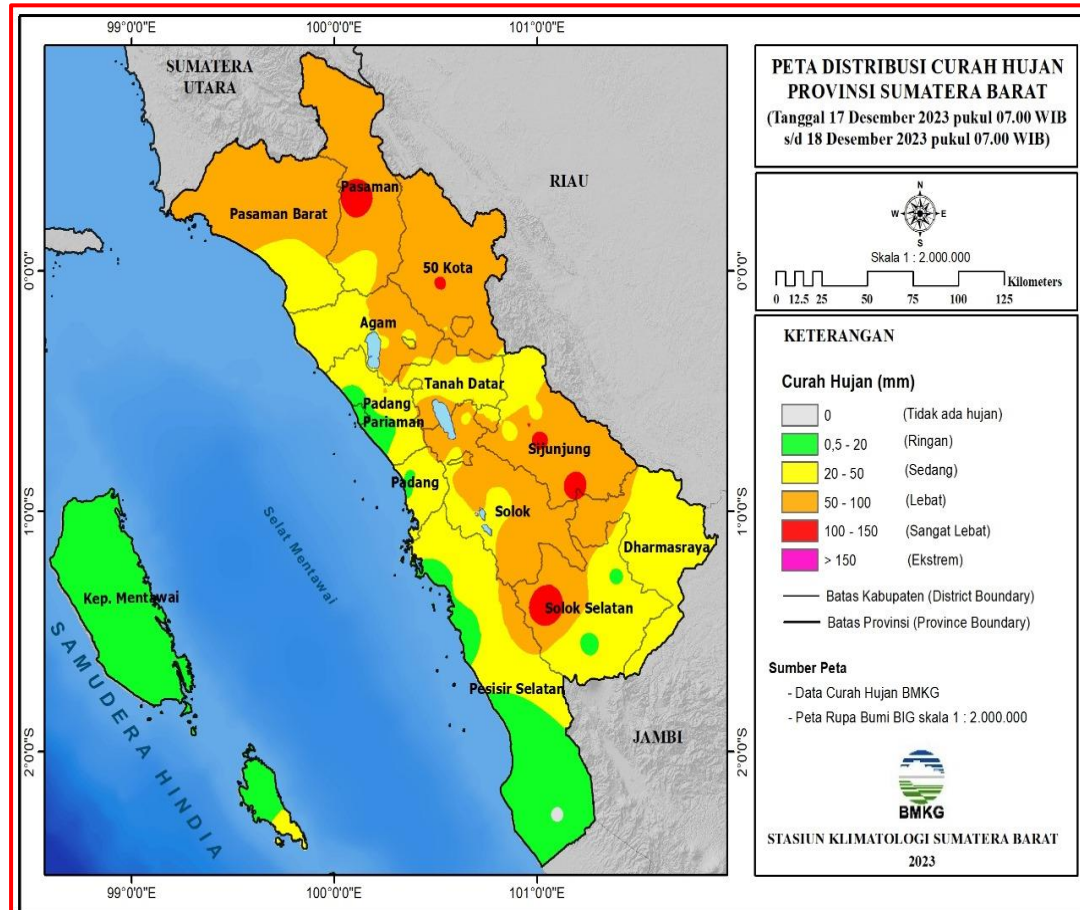 99°0'0"E 100°0'0"E 101°0'0"E
SUMATERA
UTARA
RIAU
Pasaman
Pasaman Barat
50 Kota
Agam
Tanah Datar
Padang
Pariaman
Sijunjung
Padang
Solok
Dharmasraya
Kep. Mentawai
Solok Selatan
Pesisir Selatan
JAMBI
Selat Mentawai
SAMUDERA HINDIA
0°0'0"
1°0'0"S
2°0'0"S
0°0'0"
1°0'0"S
2°0'0"S
99°0'0"E 100°0'0"E 101°0'0"E
PETA DISTRIBUSI CURAH HUJAN
PROVINSI SUMATERA BARAT
(Tanggal 17 Desember 2023 pukul 07.00 WIB
s/d 18 Desember 2023 pukul 07.00 WIB)
N
W E
S
Skala 1 : 2.000.000
Kilometers
0 12.5 25 50 75 100 125
KETERANGAN
Curah Hujan (mm)
0 (Tidak ada hujan)
0,5 - 20 (Ringan)
20 - 50 (Sedang)
50 - 100 (Lebat)
100 - 150 (Sangat Lebat)
> 150 (Ekstrem)
Batas Kabupaten (District Boundary)
Batas Provinsi (Province Boundary)
Sumber Peta
- Data Curah Hujan BMKG
- Peta Rupa Bumi BIG skala 1 : 2.000.000
BMKG
STASIUN KLIMATOLOGI SUMATERA BARAT
2023